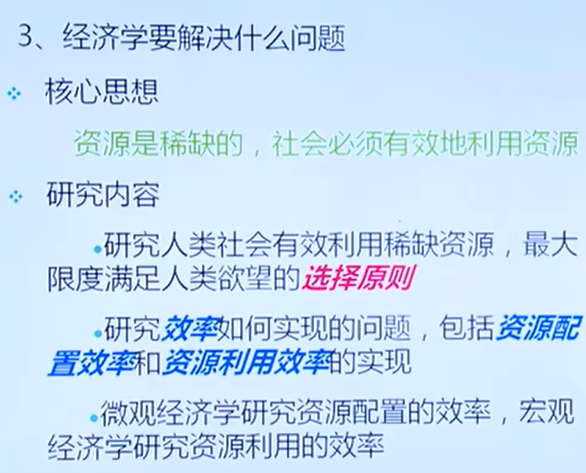 3、经济学要解决什么问题
核心思想
资源是稀缺的，社会必须有效地利用资源
研究内容
•研究人类社会有效利用稀缺资源，最大
限度满足人类欲望的选择原则
•研究效率如何实现的问题，包括资源配
置效率和资源利用效率的实现
•微观经济学研究资源配置的效率，宏观
经济学研究资源利用的效率